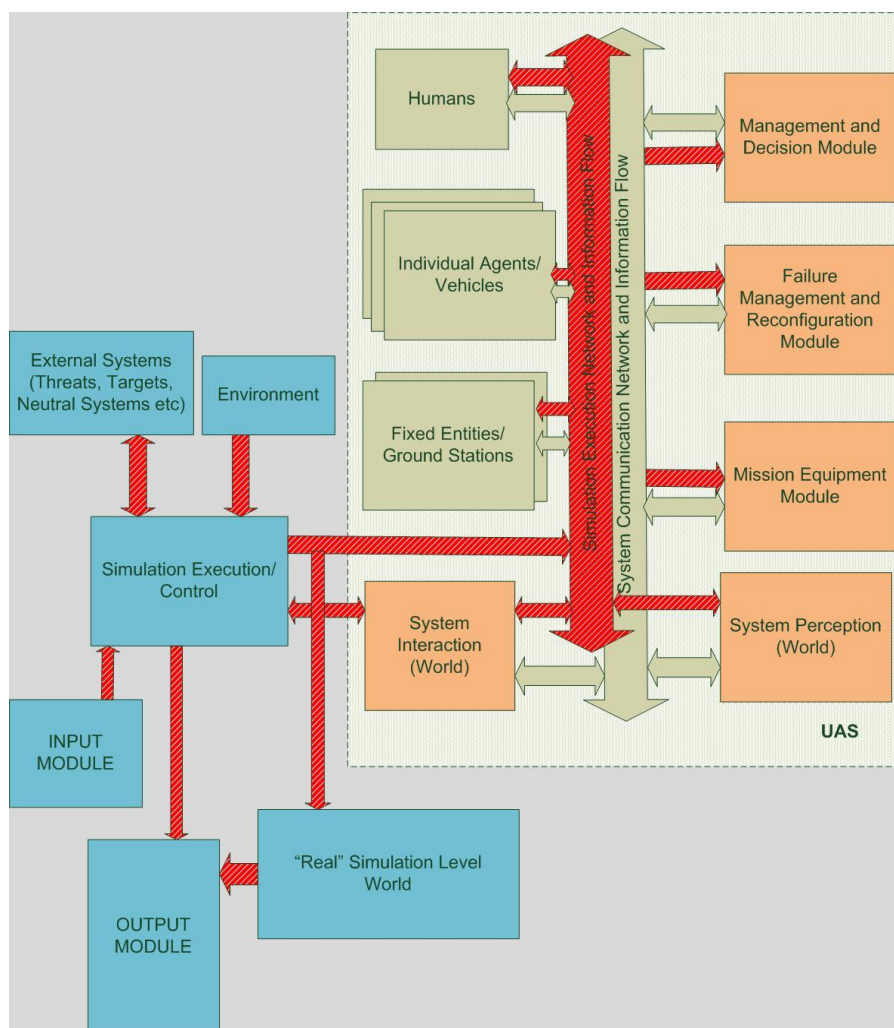 Humans
Management and
Decision Module
Individual Agents/
Vehicles
Failure
Management and
Reconfiguration
Module
External Systems
(Threats, Targets,
Neutral Systems etc)
Environment
Fixed Entities/
Ground Stations
Simulation Execution Network and Information Flow
System Communication Network and Information Flow
Mission Equipment
Module
Simulation Execution/
Control
System
Interaction
(World)
System Perception
(World)
UAS
INPUT
MODULE
“Real” Simulation Level
World
OUTPUT
MODULE